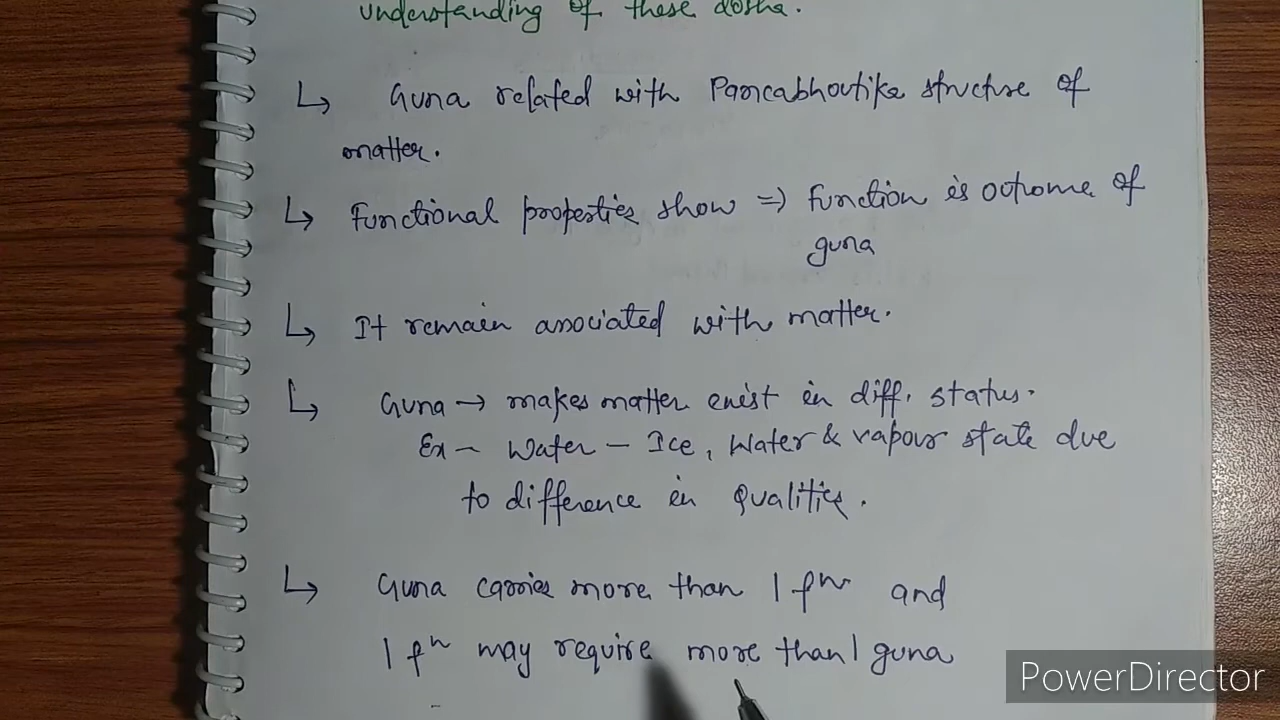 understanding of these dosha.
↳ Guna related with Pancabhoutika structure of
matter.
↳ Functional properties show => function is outcome of
guna
↳ It remain associated with matter.
↳ Guna → makes matter exist in diff. status.
Ex - Water - Ice, Water & vapour state due
to difference in qualities.
↳ Guna carries more than 1 fn and
1 fn may require more than 1 guna
PowerDirector